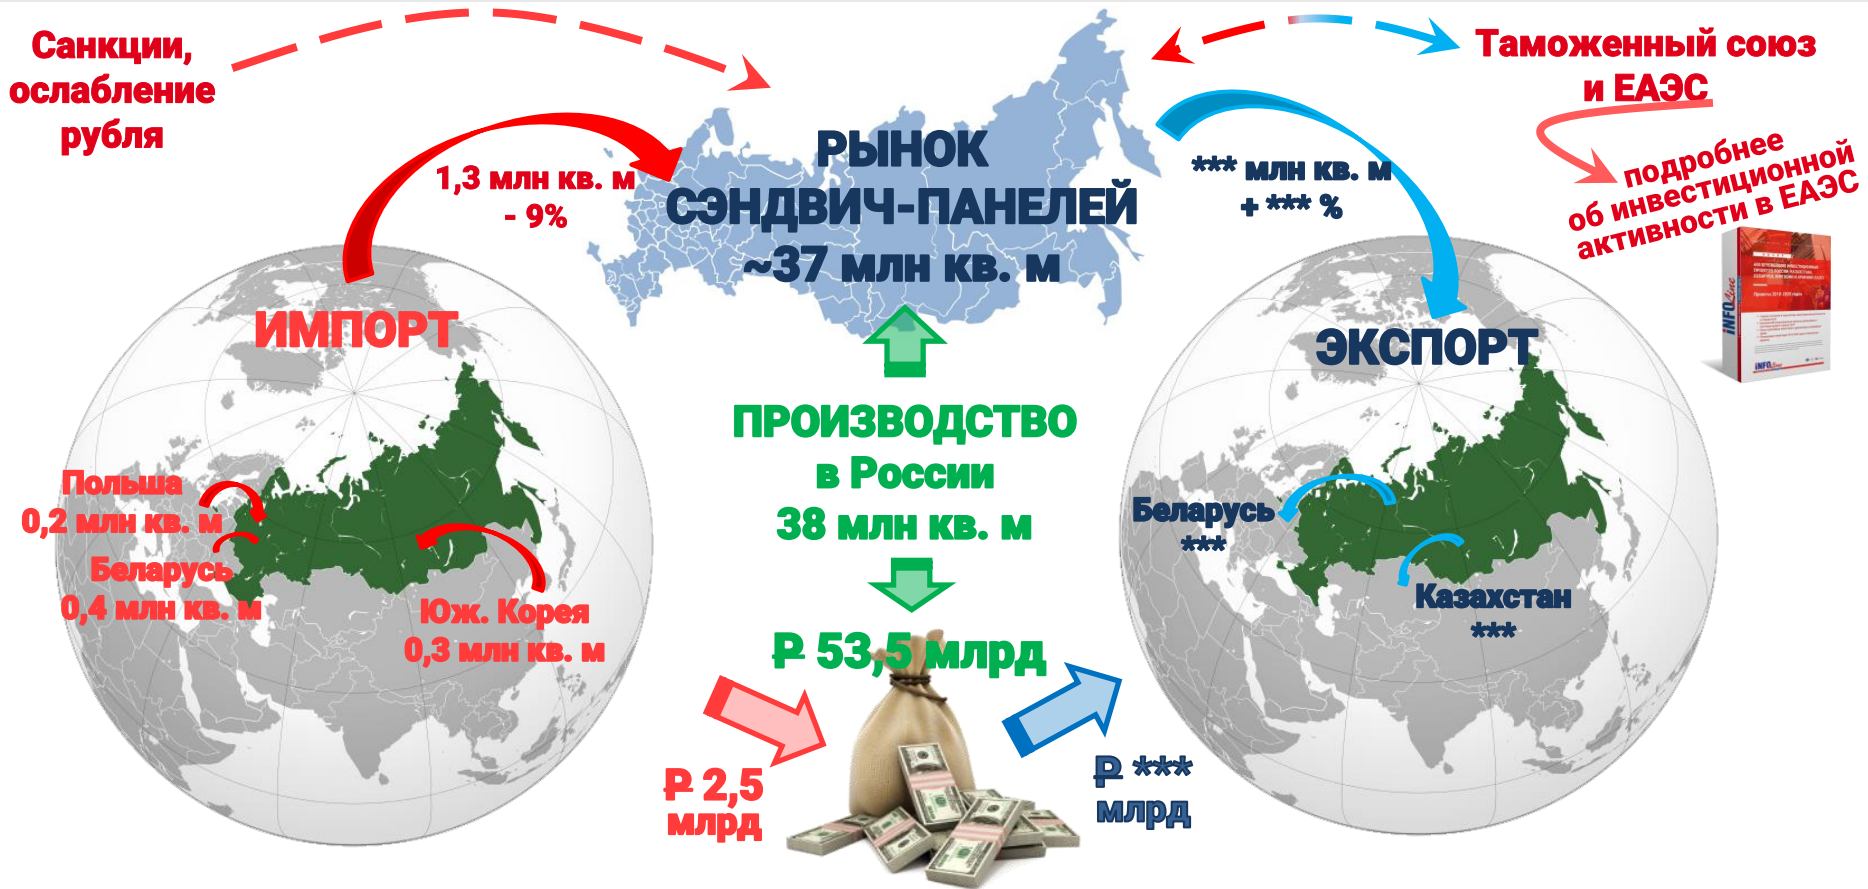 Санкции,
ослабление
рубля
1,3 млн кв. м
- 9%
РЫНОК
СЭНДВИЧ-ПАНЕЛЕЙ
~37 млн кв. м
*** млн кв. м
+ *** %
Таможенный союз
и ЕАЭС
подробнее
об инвестиционной
активности в ЕАЭС
INFOLine
INFOLine
ИМПОРТ
Польша
0,2 млн кв. м
Беларусь
0,4 млн кв. м
Юж. Корея
0,3 млн кв. м
ПРОИЗВОДСТВО
в России
38 млн кв. м
₽ 53,5 млрд
₽ 2,5
млрд
₽ ***
млрд
ЭКСПОРТ
Беларусь
***
Казахстан
***